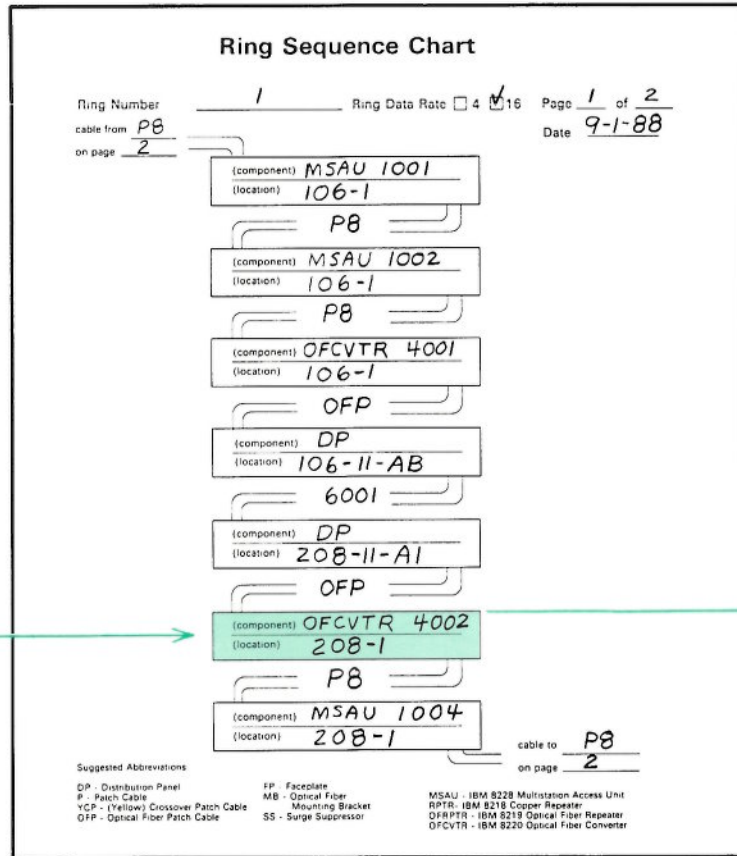 Ring Sequence Chart
Ring Number 1 Ring Data Rate 4 16 Page 1 of 2
cable from P8 Date 9-1-88
on page 2
(component) MSAU 1001
(location) 106-1
P8
(component) MSAU 1002
(location) 106-1
P8
(component) OFCVTR 4001
(location) 106-1
OFP
(component) DP
(location) 106-11-AB
6001
(component) DP
(location) 208-11-A1
OFP
(component) OFCVTR 4002
(location) 208-1
P8
(component) MSAU 1004
(location) 208-1
cable to P8
on page 2
Suggested Abbreviations
DP - Distribution Panel
P - Patch Cable
YCP - (Yellow) Crossover Patch Cable
OFP - Optical Fiber Patch Cable
FP - Faceplate
MB - Optical Fiber
Mounting Bracket
SS - Surge Suppressor
MSAU - IBM 8228 Multistation Access Unit
RPTR- IBM 8218 Copper Repeater
OFRPTR - IBM 8219 Optical Fiber Repeater
OFCVTR - IBM 8220 Optical Fiber Converter